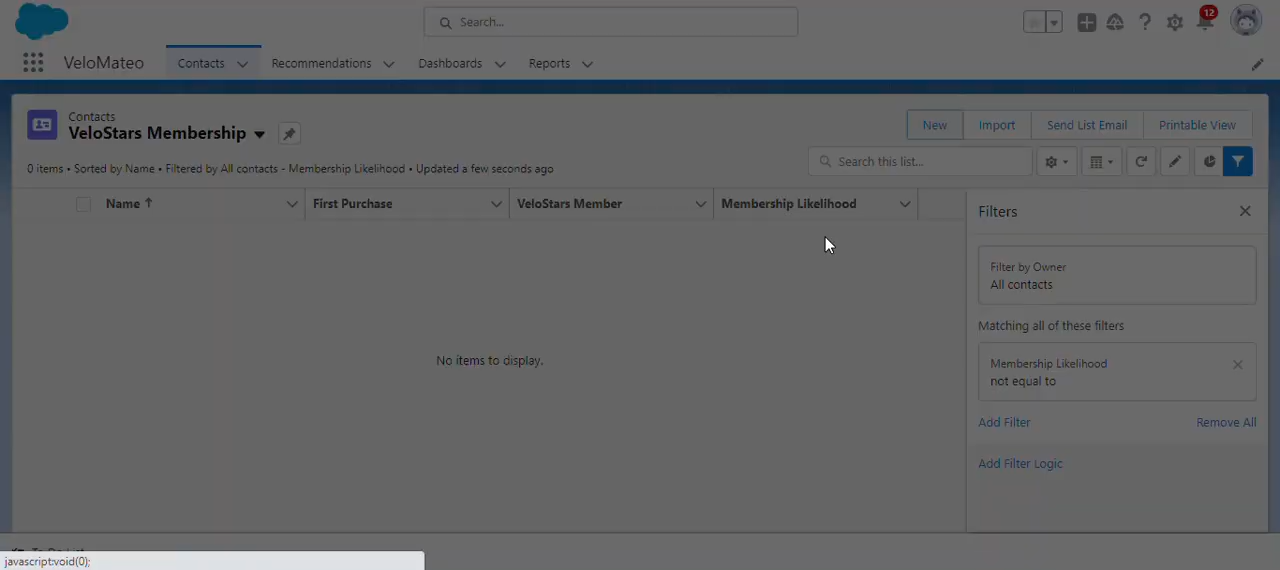 Search...
12
VeloMateo
Contacts
Recommendations
Dashboards
Reports
Contacts
VeloStars Membership
New
Import
Send List Email
Printable View
0 items • Sorted by Name • Filtered by All contacts - Membership Likelihood • Updated a few seconds ago
Search this list...
Name ↑
First Purchase
VeloStars Member
Membership Likelihood
Filters
Filter by Owner
All contacts
Matching all of these filters
Membership Likelihood
not equal to
No items to display.
Add Filter
Remove All
Add Filter Logic
To Do List
javascript:void(0);